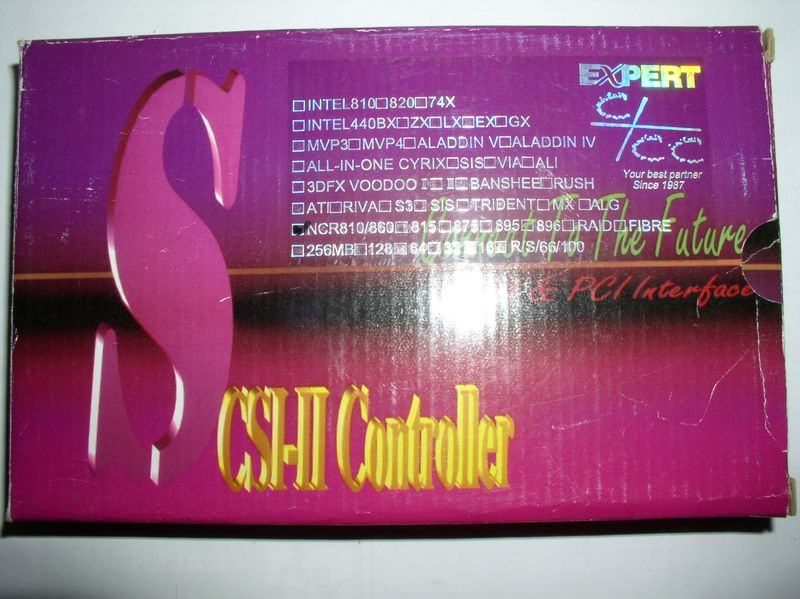 EXPERT
Your best partner
Since 1987
□INTEL810□820□74X
□INTEL440BX□ZX□LX□EX□GX
□MVP3□MVP4□ALADDIN V□ALADDIN IV
□ALL-IN-ONE CYRIX□SIS□VIA□ALI
□3DFX VOODOO I□ II□BANSHEE□RUSH
□ATI□RIVA□S3□SIS□TRIDENT□MX□ALG
■NCR810/860□815□875□895□896□RAID□FIBRE
□256MB□128□64□32□16□R/S/66/100
To The Future
& PCI Interface
SCSI-II Controller